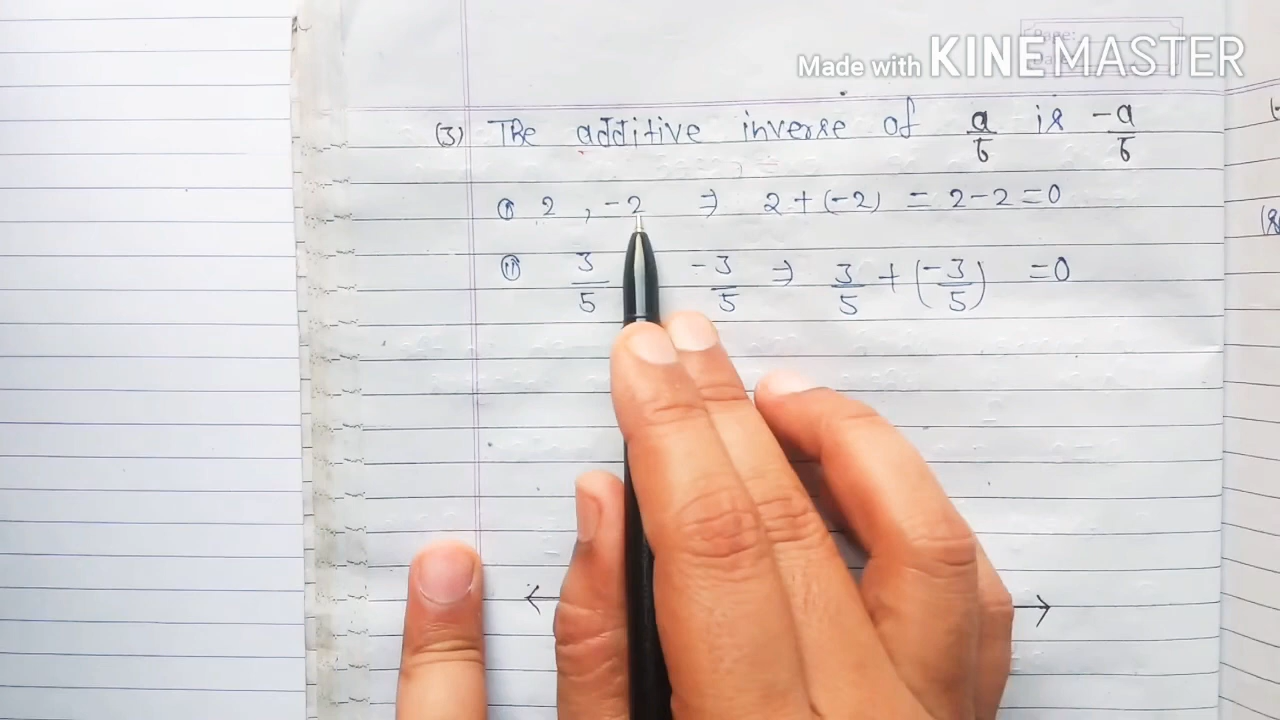 Made with KINEMASTER
Page:
(3) The additive inverse of a/b is -a/b
(i) 2 , -2 ⇒ 2+(-2) = 2-2=0
(ii) 3/5 -3/5 ⇒ 3/5 + (-3/5) =0